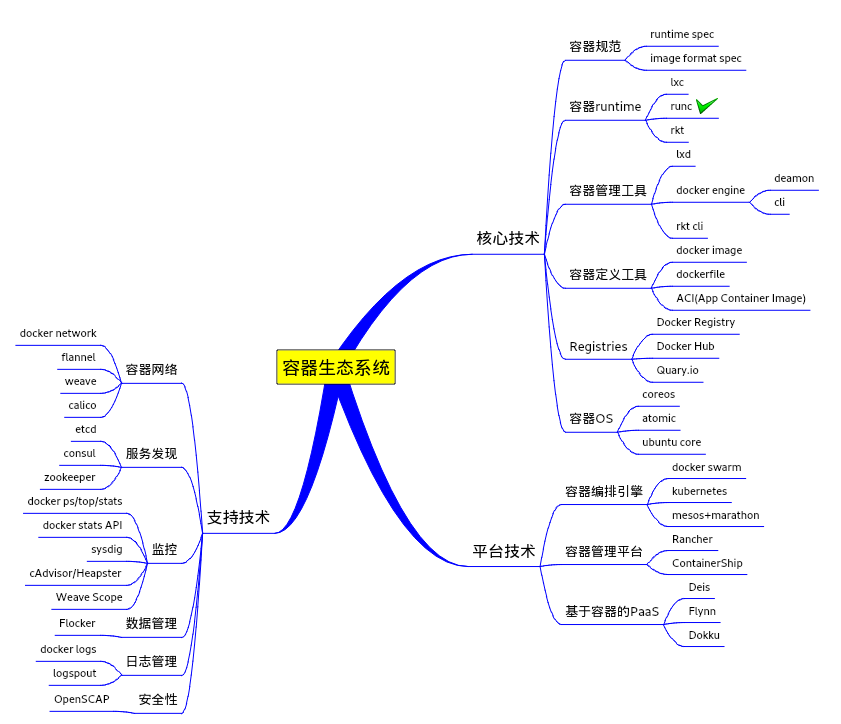 容器生态系统
核心技术
容器规范
runtime spec
image format spec
容器runtime
lxc
runc
rkt
容器管理工具
lxd
docker engine
deamon
cli
rkt cli
容器定义工具
docker image
dockerfile
ACI(App Container Image)
Registries
Docker Registry
Docker Hub
Quary.io
容器OS
coreos
atomic
ubuntu core
平台技术
容器编排引擎
docker swarm
kubernetes
mesos+marathon
容器管理平台
Rancher
ContainerShip
基于容器的PaaS
Deis
Flynn
Dokku
支持技术
容器网络
docker network
flannel
weave
calico
服务发现
etcd
consul
zookeeper
监控
docker ps/top/stats
docker stats API
sysdig
cAdvisor/Heapster
Weave Scope
数据管理
Flocker
日志管理
docker logs
logspout
安全性
OpenSCAP